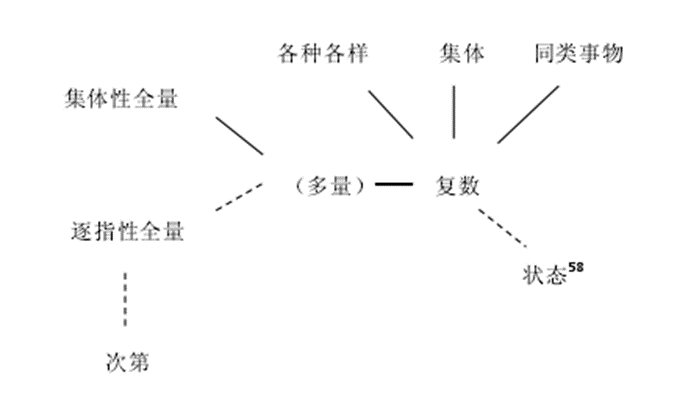 各种各样
集体
同类事物
集体性全量
（多量）
复数
逐指性全量
状态58
次第